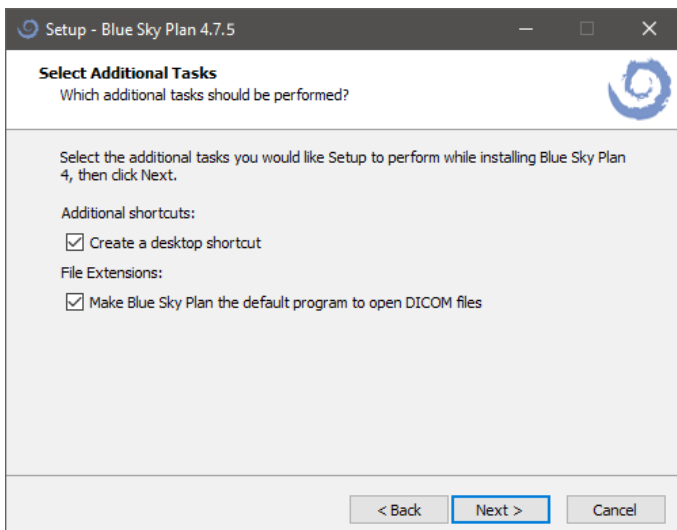 Setup - Blue Sky Plan 4.7.5
Select Additional Tasks
Which additional tasks should be performed?
Select the additional tasks you would like Setup to perform while installing Blue Sky Plan
4, then click Next.
Additional shortcuts:
Create a desktop shortcut
File Extensions:
Make Blue Sky Plan the default program to open DICOM files
< Back
Next >
Cancel